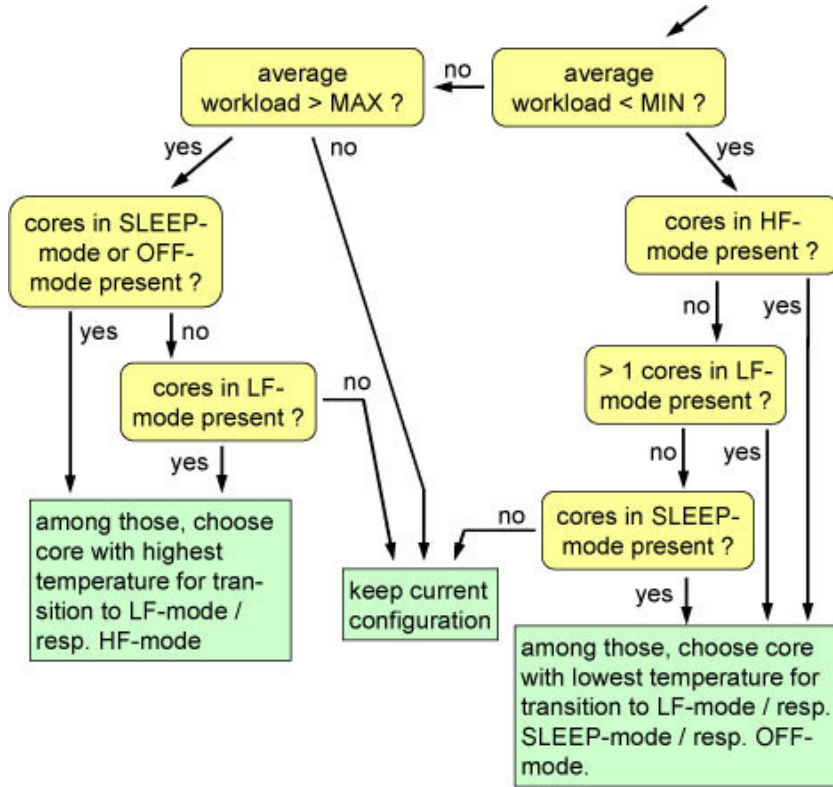 average
workload > MAX ?
no
average
workload < MIN ?
yes
no
yes
cores in SLEEP-
mode or OFF-
mode present ?
cores in HF-
mode present ?
yes
no
no
yes
cores in LF-
mode present ?
no
> 1 cores in LF-
mode present ?
yes
no
yes
among those, choose
core with highest
temperature for tran-
sition to LF-mode /
resp. HF-mode
no
cores in SLEEP-
mode present ?
keep current
configuration
yes
among those, choose core
with lowest temperature for
transition to LF-mode / resp.
SLEEP-mode / resp. OFF-
mode.